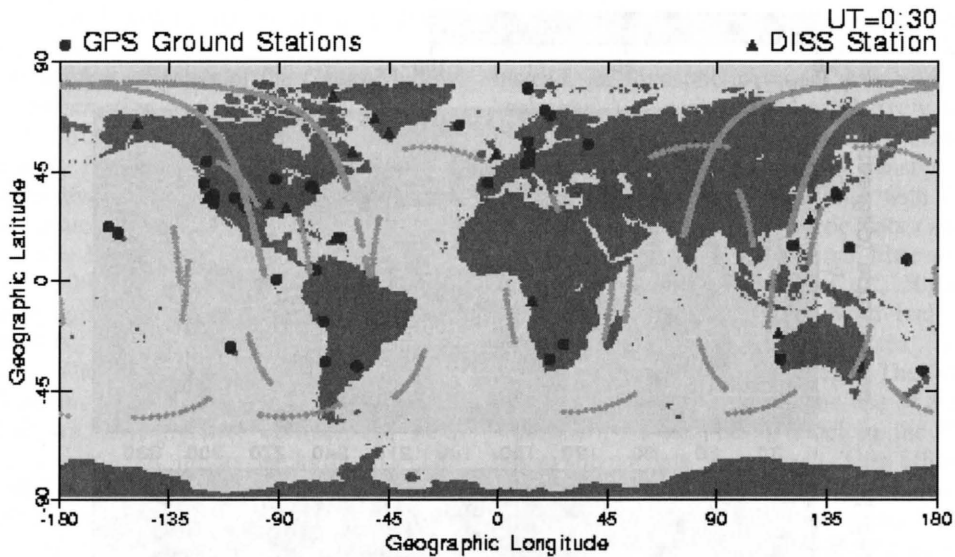 UT=0:30
GPS Ground Stations
DISS Station
90
45
0
-45
-90
Geographic Latitude
-180 -135 -90 -45 0 45 90 135 180
Geographic Longitude